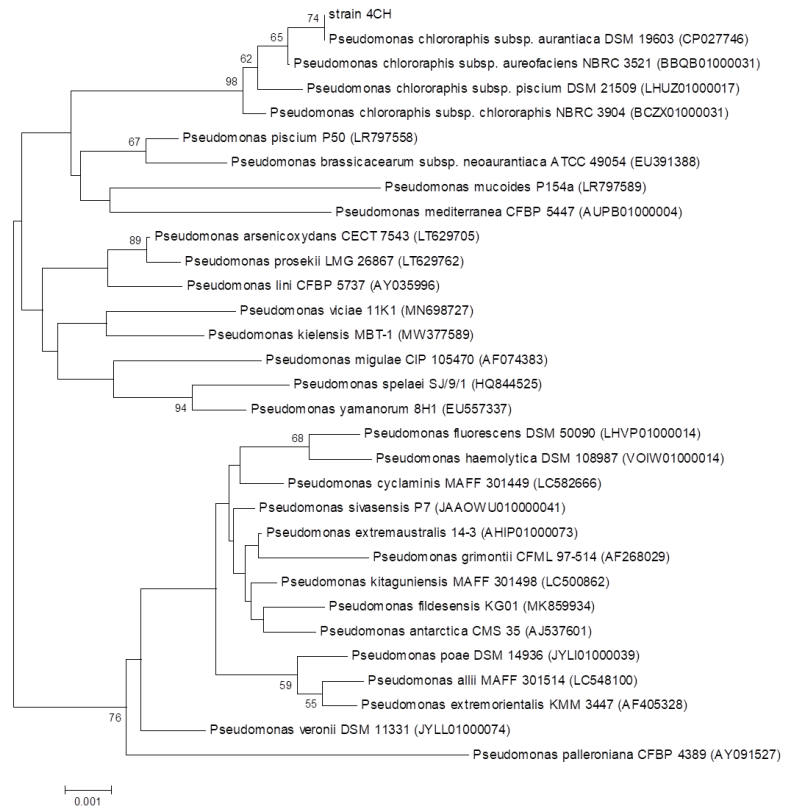 74 strain 4CH
65 Pseudomonas chlororaphis subsp. aurantiaca DSM 19603 (CP027746)
62 Pseudomonas chlororaphis subsp. aureofaciens NBRC 3521 (BBQB01000031)
98 Pseudomonas chlororaphis subsp. piscium DSM 21509 (LHUZ01000017)
Pseudomonas chlororaphis subsp. chlororaphis NBRC 3904 (BCZX01000031)
67 Pseudomonas piscium P50 (LR797558)
Pseudomonas brassicacearum subsp. neoaurantiaca ATCC 49054 (EU391388)
Pseudomonas mucoides P154a (LR797589)
Pseudomonas mediterranea CFBP 5447 (AUPB01000004)
89 Pseudomonas arsenicoxydans CECT 7543 (LT629705)
Pseudomonas prosekii LMG 26867 (LT629762)
Pseudomonas lini CFBP 5737 (AY035996)
Pseudomonas viciae 11K1 (MN698727)
Pseudomonas kielensis MBT-1 (MW377589)
Pseudomonas migulae CIP 105470 (AF074383)
Pseudomonas spelaei SJ/9/1 (HQ844525)
94 Pseudomonas yamanorum 8H1 (EU557337)
68 Pseudomonas fluorescens DSM 50090 (LHVP01000014)
Pseudomonas haemolytica DSM 108987 (VOIW01000014)
Pseudomonas cyclaminis MAFF 301449 (LC582666)
Pseudomonas sivasensis P7 (JAAOWU010000041)
Pseudomonas extremaustralis 14-3 (AHIP01000073)
Pseudomonas grimontii CFML 97-514 (AF268029)
Pseudomonas kitaguniensis MAFF 301498 (LC500862)
Pseudomonas fildesensis KG01 (MK859934)
Pseudomonas antarctica CMS 35 (AJ537601)
Pseudomonas poae DSM 14936 (JYLI01000039)
59 Pseudomonas allii MAFF 301514 (LC548100)
55 Pseudomonas extremorientalis KMM 3447 (AF405328)
76 Pseudomonas veronii DSM 11331 (JYLL01000074)
Pseudomonas palleroniana CFBP 4389 (AY091527)
0.001